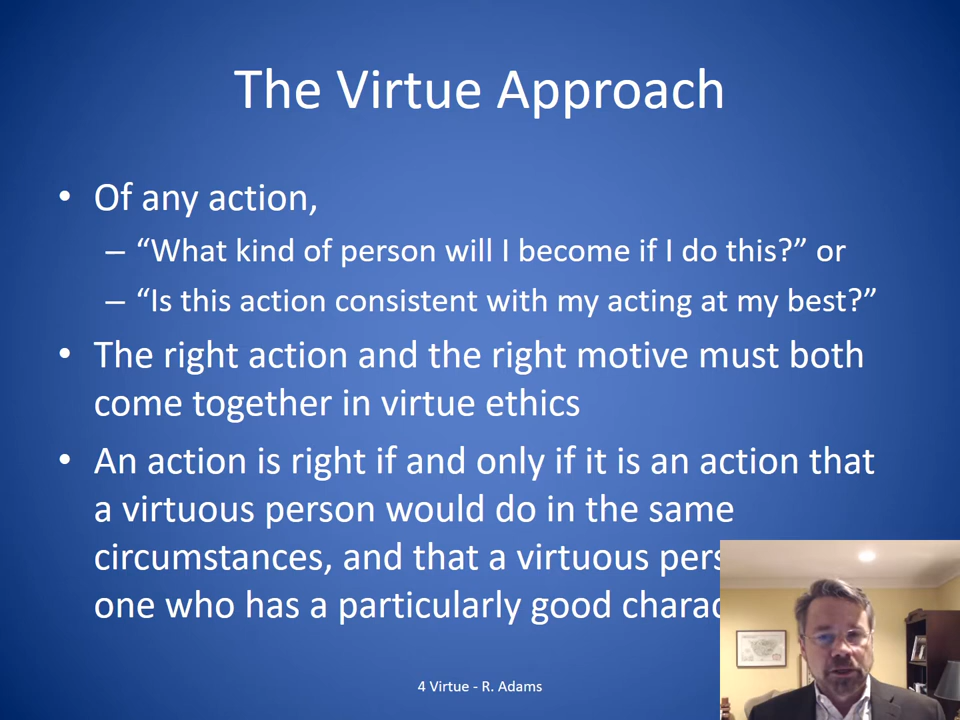 The Virtue Approach
• Of any action,
– “What kind of person will I become if I do this?” or
– “Is this action consistent with my acting at my best?”
• The right action and the right motive must both
come together in virtue ethics
• An action is right if and only if it is an action that
a virtuous person would do in the same
circumstances, and that a virtuous
one who has a particularly good
4 Virtue - R. Adams